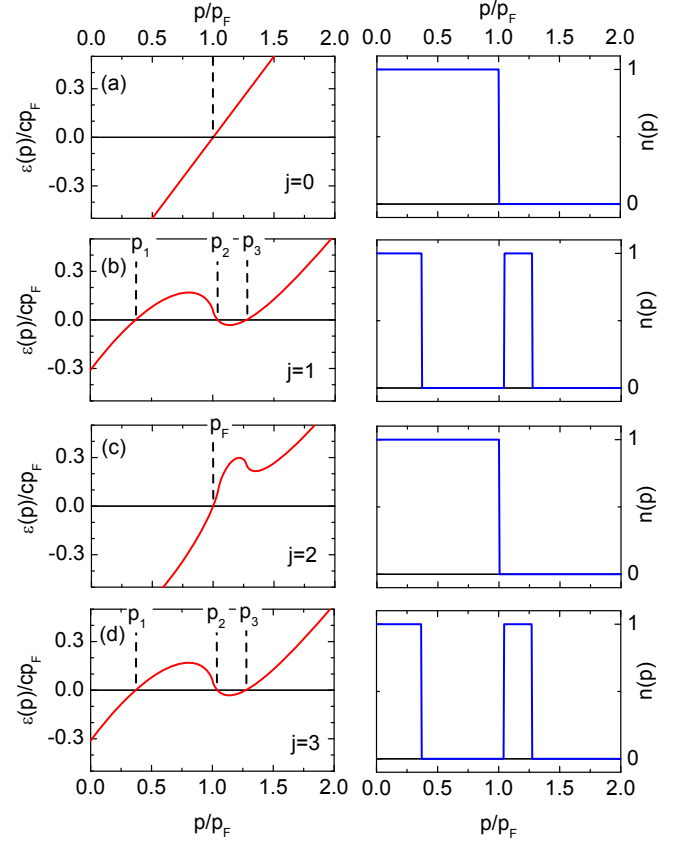 p/p_F
0.0 0.5 1.0 1.5 2.0
0.0 0.5 1.0 1.5 2.0
(a)
0.3
0.0
-0.3
ε(p)/cp_F
j=0
1
0
n(p)
p_1 p_2 p_3
(b)
0.3
0.0
-0.3
ε(p)/cp_F
j=1
1
0
n(p)
p_F
(c)
0.3
0.0
-0.3
ε(p)/cp_F
j=2
1
0
n(p)
p_1 p_2 p_3
(d)
0.3
0.0
-0.3
ε(p)/cp_F
j=3
1
0
n(p)
0.0 0.5 1.0 1.5 2.0
0.0 0.5 1.0 1.5 2.0
p/p_F
p/p_F